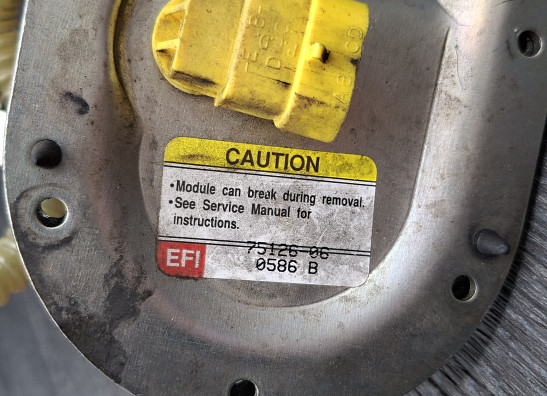 CAUTION
•Module can break during removal.
•See Service Manual for
instructions.
EFI 75126-06
0586 B